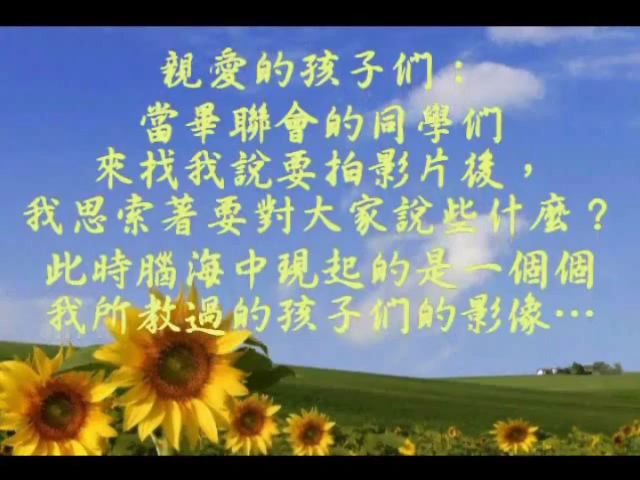 親愛的孩子們：
當畢聯會的同學們
來找我說要拍影片後，
我思索著要對大家說些什麼？
此時腦海中現起的是一個個
我所教過的孩子們的影像…